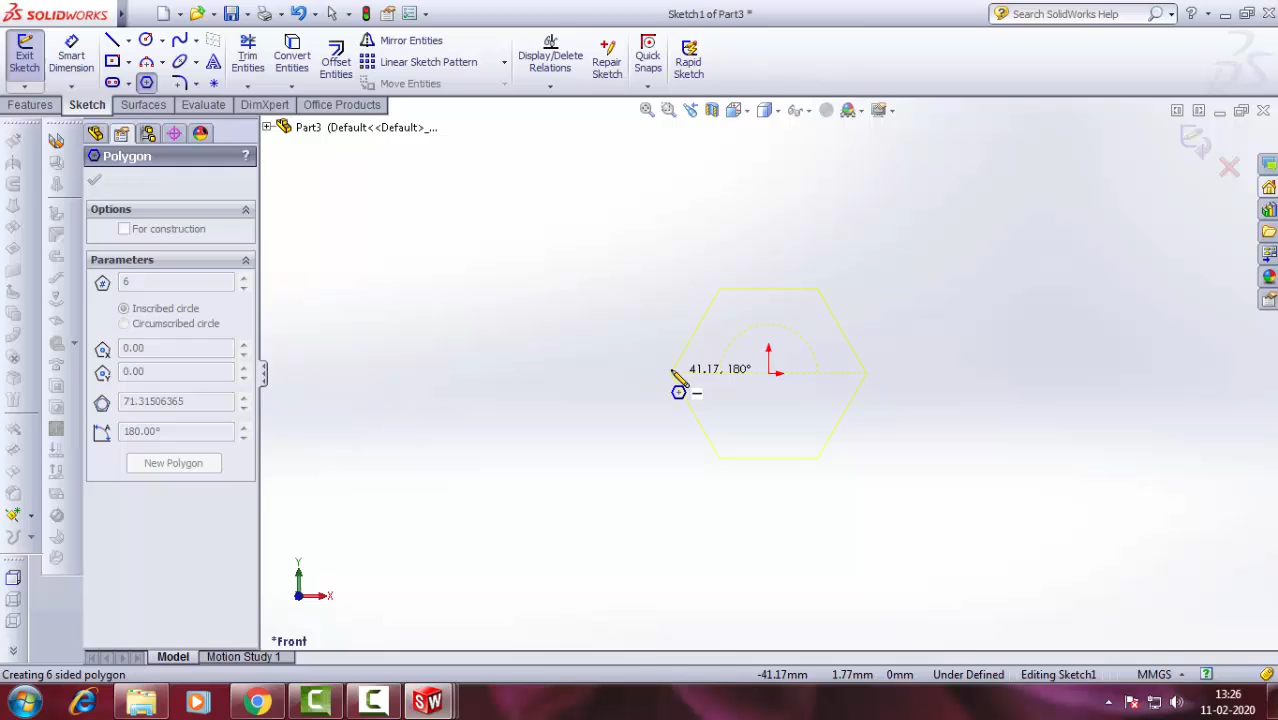 SOLIDWORKS
Sketch1 of Part3 *
Search SolidWorks Help
Exit Sketch
Smart Dimension
Trim Entities
Convert Entities
Offset Entities
Mirror Entities
Linear Sketch Pattern
Move Entities
Display/Delete Relations
Repair Sketch
Quick Snaps
Rapid Sketch
Features
Sketch
Surfaces
Evaluate
DimXpert
Office Products
Part3 (Default<<Default>_...
Polygon
?
Options
For construction
Parameters
6
Inscribed circle
Circumscribed circle
0.00
0.00
71.31506365
180.00°
New Polygon
41.17, 180°
Y
X
*Front
Model
Motion Study 1
Creating 6 sided polygon
-41.17mm
1.77mm
0mm
Under Defined
Editing Sketch1
MMGS
?
13:26
11-02-2020